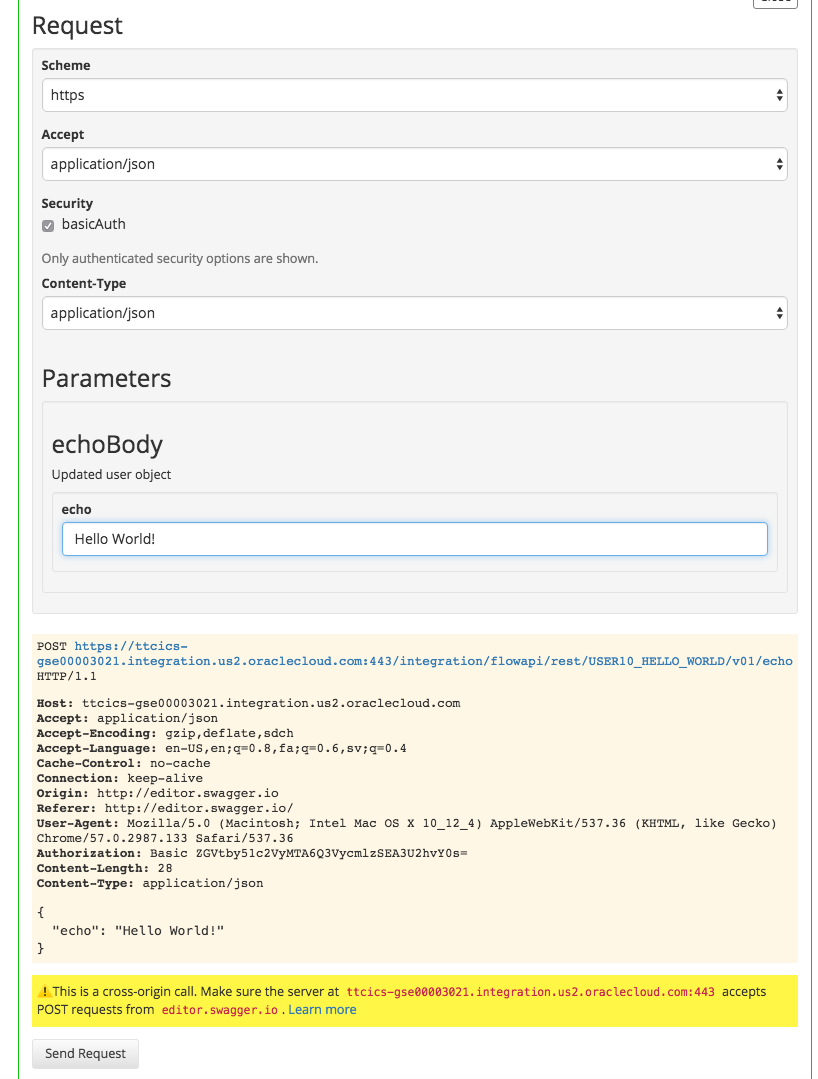 Request
Scheme
https
Accept
application/json
Security
basicAuth
Only authenticated security options are shown.
Content-Type
application/json
Parameters
echoBody
Updated user object
echo
Hello World!
POST https://ttcics-
gse00003021.integration.us2.oraclecloud.com:443/integration/flowapi/rest/USER10_HELLO_WORLD/v01/echo
HTTP/1.1
Host: ttcics-gse00003021.integration.us2.oraclecloud.com
Accept: application/json
Accept-Encoding: gzip,deflate,sdch
Accept-Language: en-US,en;q=0.8,fa;q=0.6,sv;q=0.4
Cache-Control: no-cache
Connection: keep-alive
Origin: http://editor.swagger.io
Referer: http://editor.swagger.io/
User-Agent: Mozilla/5.0 (Macintosh; Intel Mac OS X 10_12_4) AppleWebKit/537.36 (KHTML, like Gecko)
Chrome/57.0.2987.133 Safari/537.36
Authorization: Basic ZGVtby51c2VyMTA6Q3VycmlzSEA3U2hvY0s=
Content-Length: 28
Content-Type: application/json
{
"echo": "Hello World!"
}
This is a cross-origin call. Make sure the server at ttcics-gse00003021.integration.us2.oraclecloud.com:443 accepts
POST requests from editor.swagger.io . Learn more
Send Request